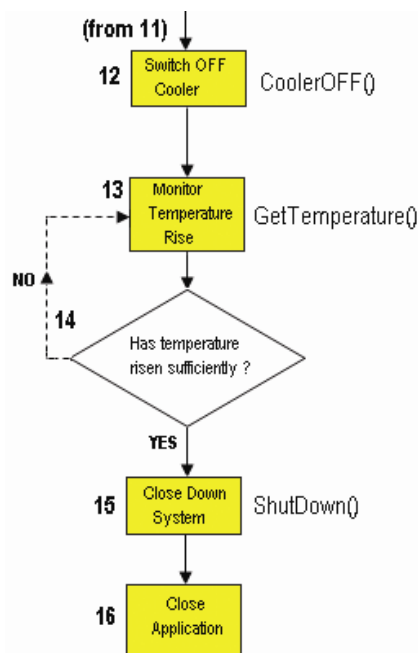 (from 11)
12
Switch OFF
Cooler
CoolerOFF()
13
Monitor
Temperature
Rise
GetTemperature()
NO
14
Has temperature
risen sufficiently ?
YES
15
Close Down
System
ShutDown()
16
Close
Application